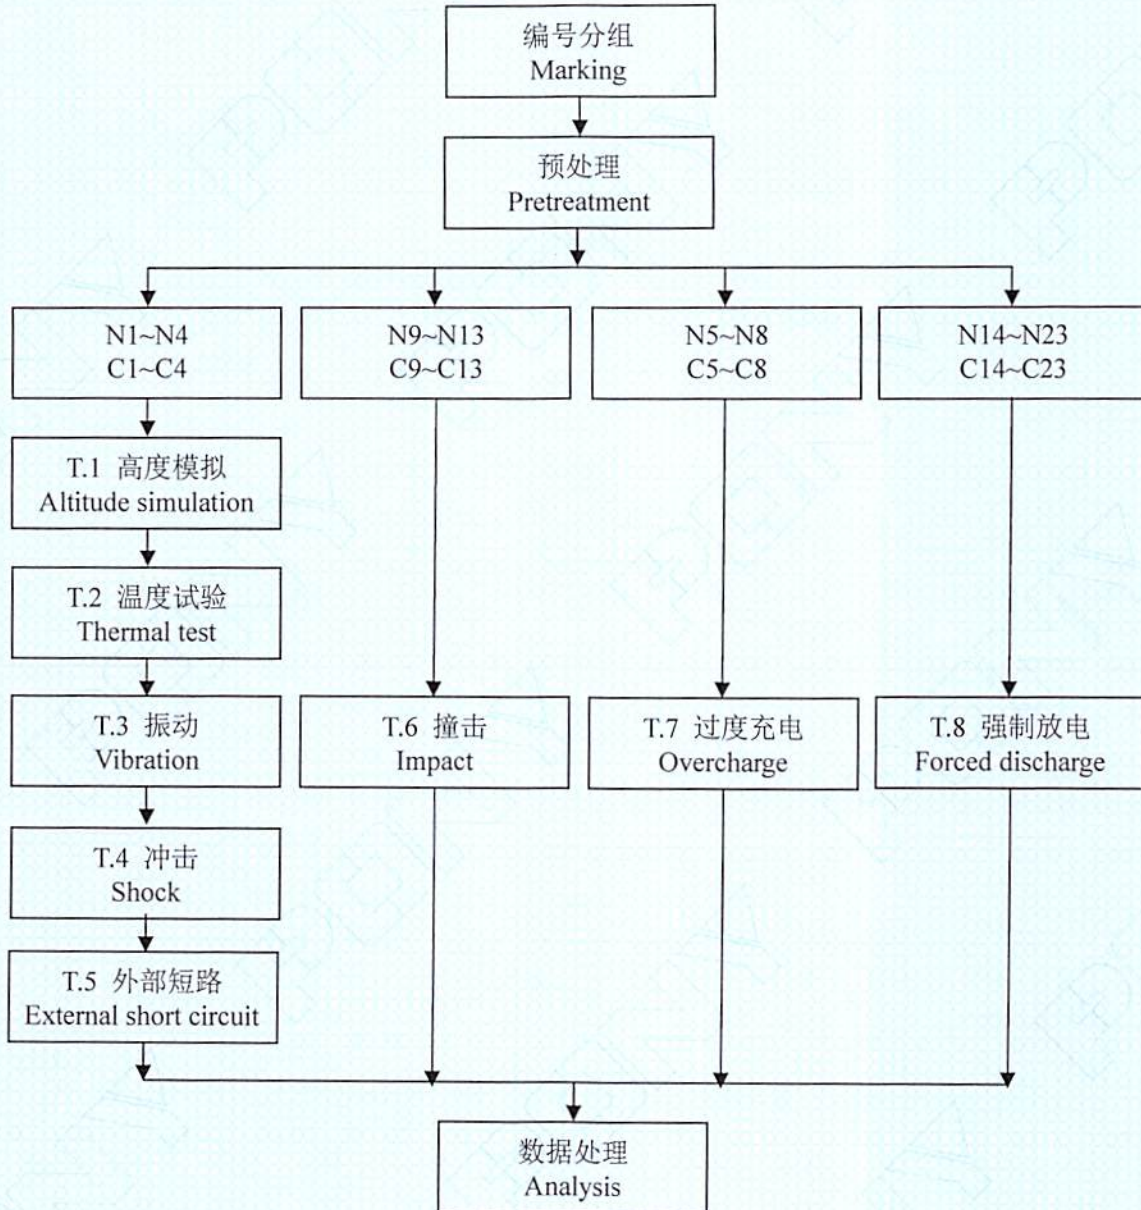 编号分组
Marking
预处理
Pretreatment
N1~N4
C1~C4
N9~N13
C9~C13
N5~N8
C5~C8
N14~N23
C14~C23
T.1 高度模拟
Altitude simulation
T.2 温度试验
Thermal test
T.3 振动
Vibration
T.6 撞击
Impact
T.7 过度充电
Overcharge
T.8 强制放电
Forced discharge
T.4 冲击
Shock
T.5 外部短路
External short circuit
数据处理
Analysis